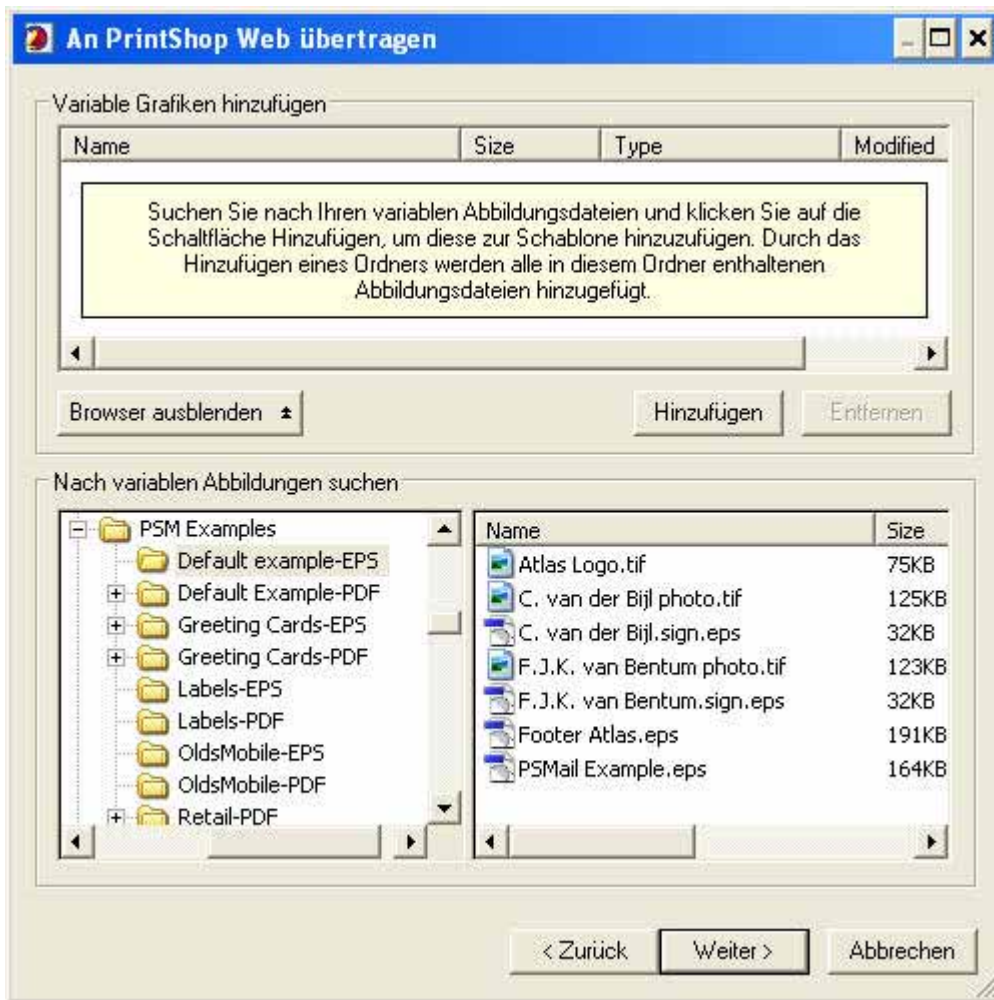 An PrintShop Web übertragen
Variable Grafiken hinzufügen
Name Size Type Modified
Suchen Sie nach Ihren variablen Abbildungsdateien und klicken Sie auf die
Schaltfläche Hinzufügen, um diese zur Schablone hinzuzufügen. Durch das
Hinzufügen eines Ordners werden alle in diesem Ordner enthaltenen
Abbildungsdateien hinzugefügt.
Browser ausblenden Hinzufügen Entfernen
Nach variablen Abbildungen suchen
PSM Examples
Default example-EPS
Default Example-PDF
Greeting Cards-EPS
Greeting Cards-PDF
Labels-EPS
Labels-PDF
OldsMobile-EPS
OldsMobile-PDF
Retail-PDF
Name Size
Atlas Logo.tif 75KB
C. van der Bijl photo.tif 125KB
C. van der Bijl.sign.eps 32KB
F.J.K. van Bentum photo.tif 123KB
F.J.K. van Bentum.sign.eps 32KB
Footer Atlas.eps 191KB
PSMail Example.eps 164KB
< Zurück Weiter > Abbrechen